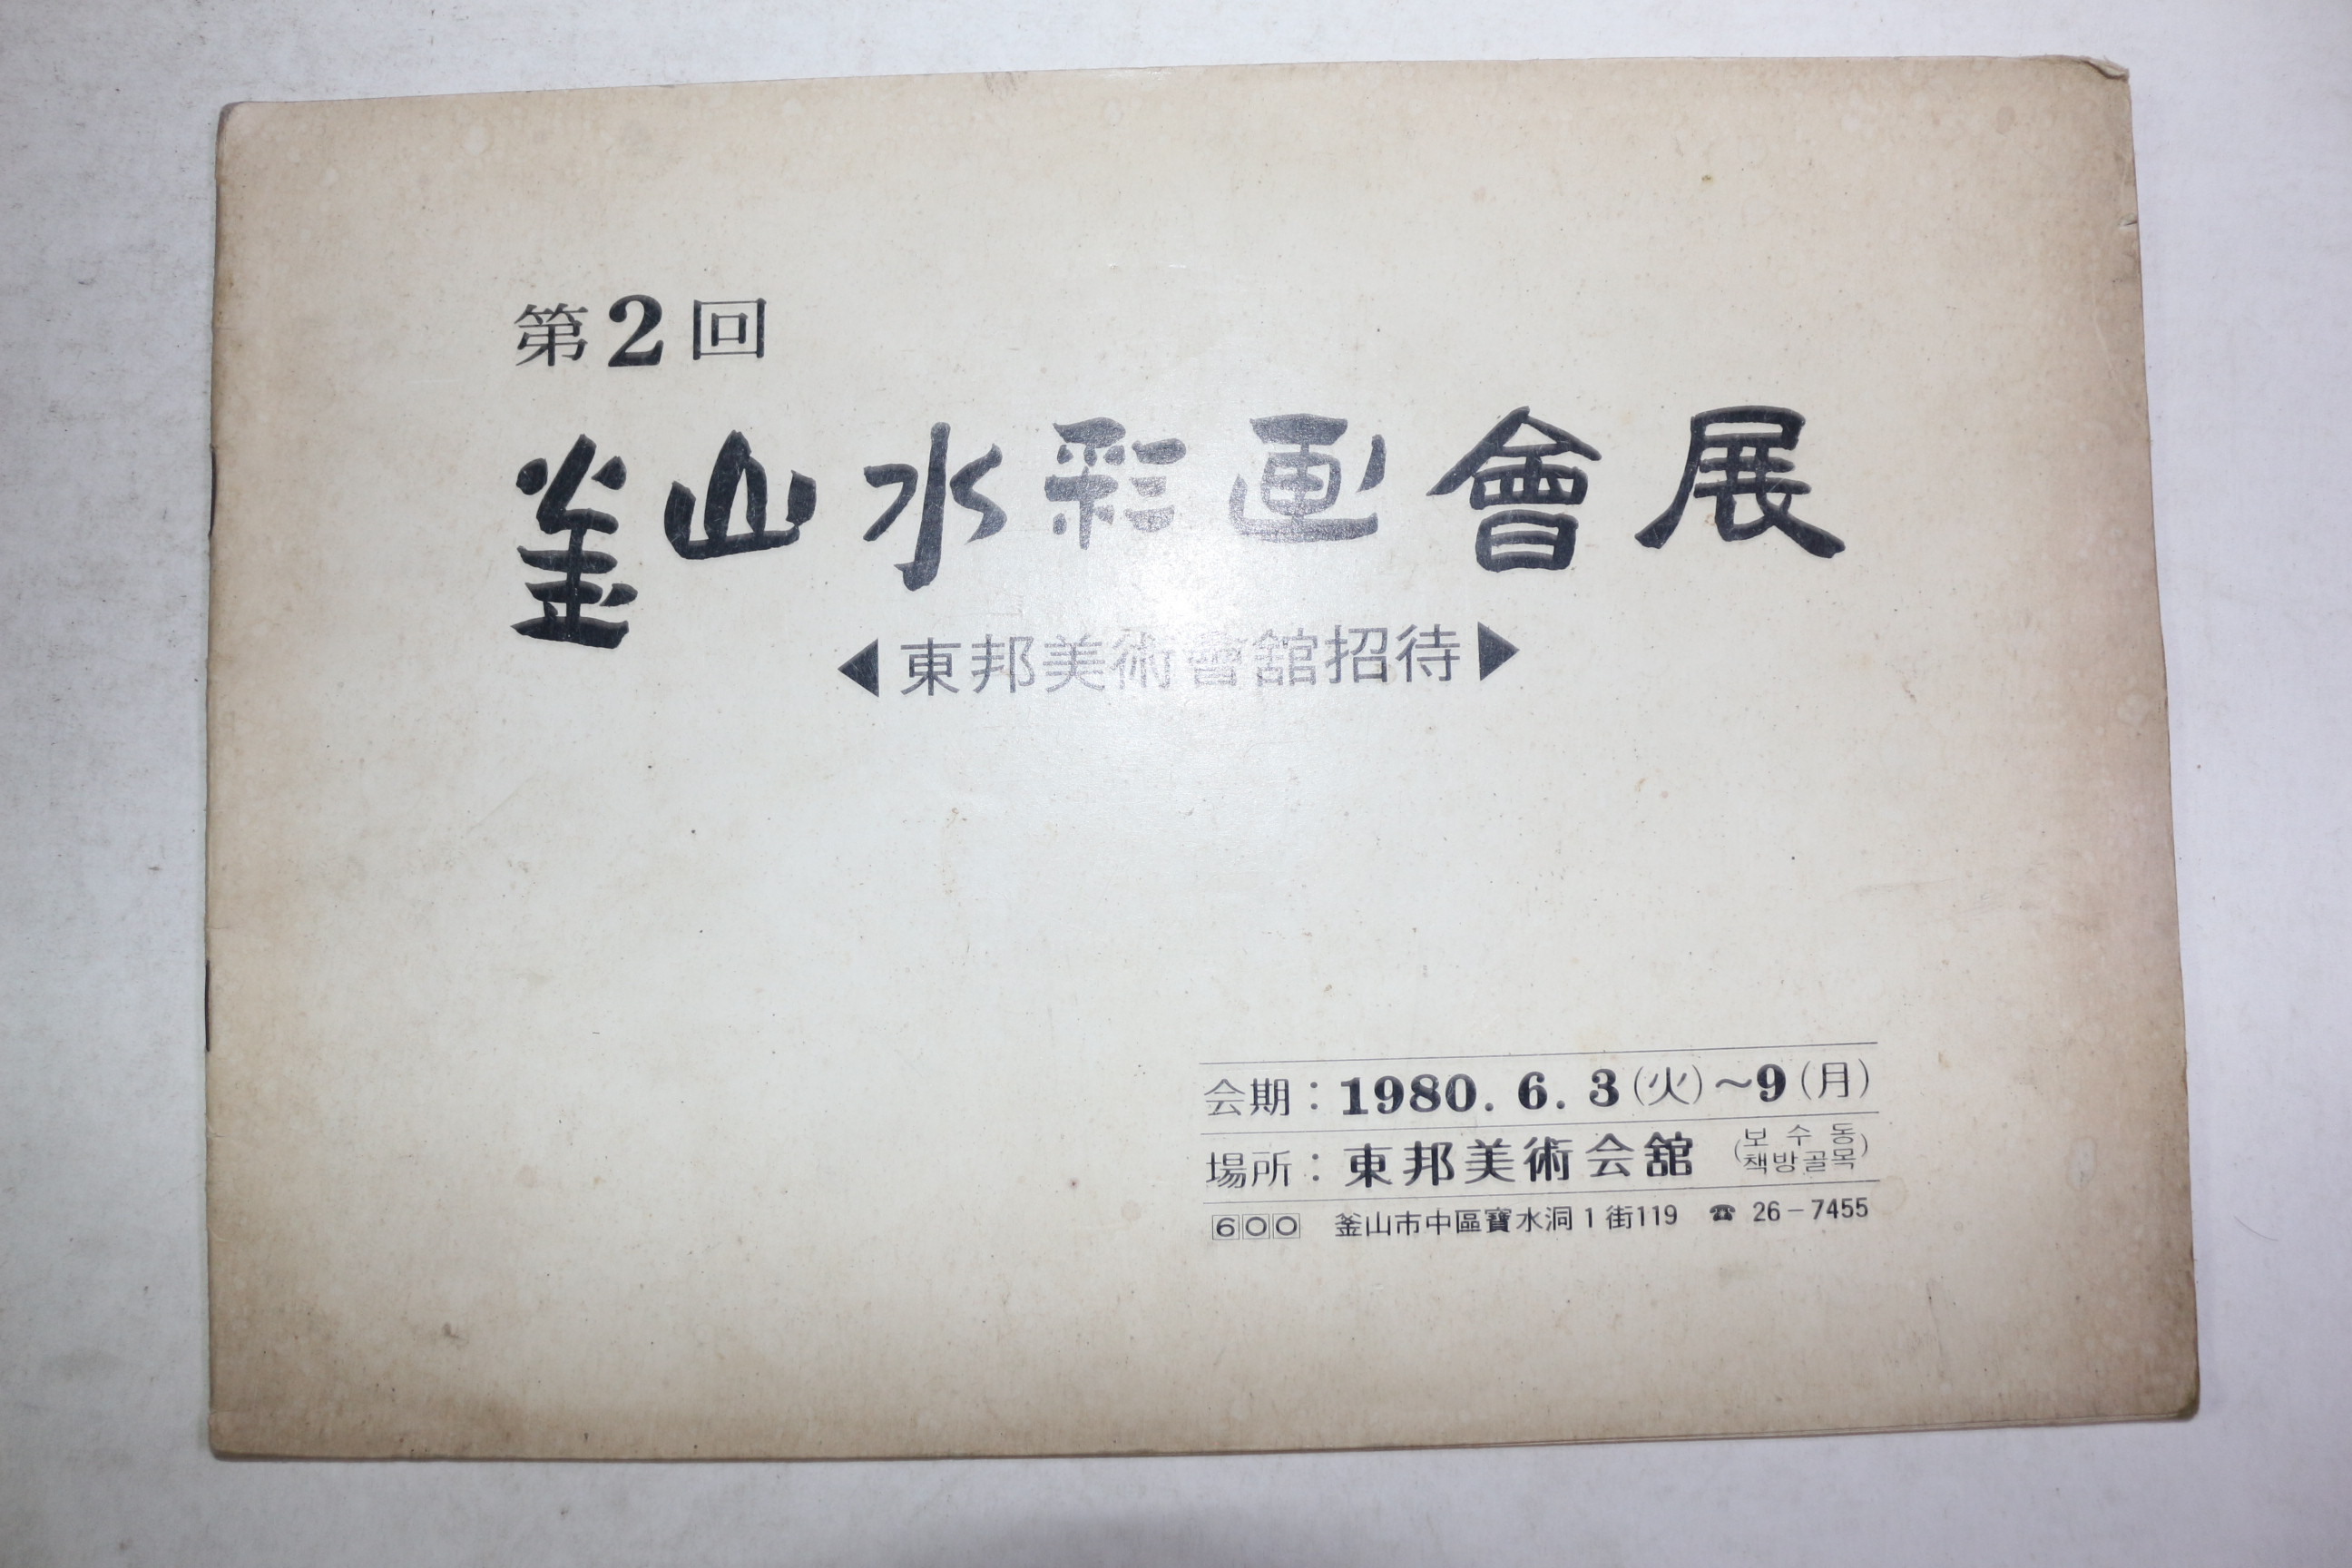 第2回
釜山水彩画會展
◀東邦美術會舘招待▶
会期：1980. 6. 3(火)～9(月)
場所：東邦美術会舘 (보수동 책방골목)
600 釜山市中區寶水洞1街119 ☎ 26-7455